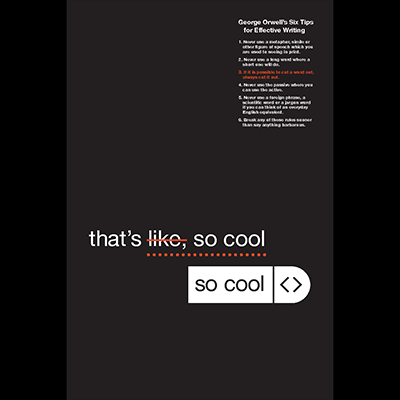 George Orwell's Six Tips
for Effective Writing
1. Never use a metaphor, simile or
other figure of speech which you
are used to seeing in print.
2. Never use a long word where a
short one will do.
3. If it is possible to cut a word out,
always cut it out.
4. Never use the passive where you
can use the active.
5. Never use a foreign phrase, a
scientific word or a jargon word
if you can think of an everyday
English equivalent.
6. Break any of these rules sooner
than say anything barbarous.
that's like, so cool
so cool <>